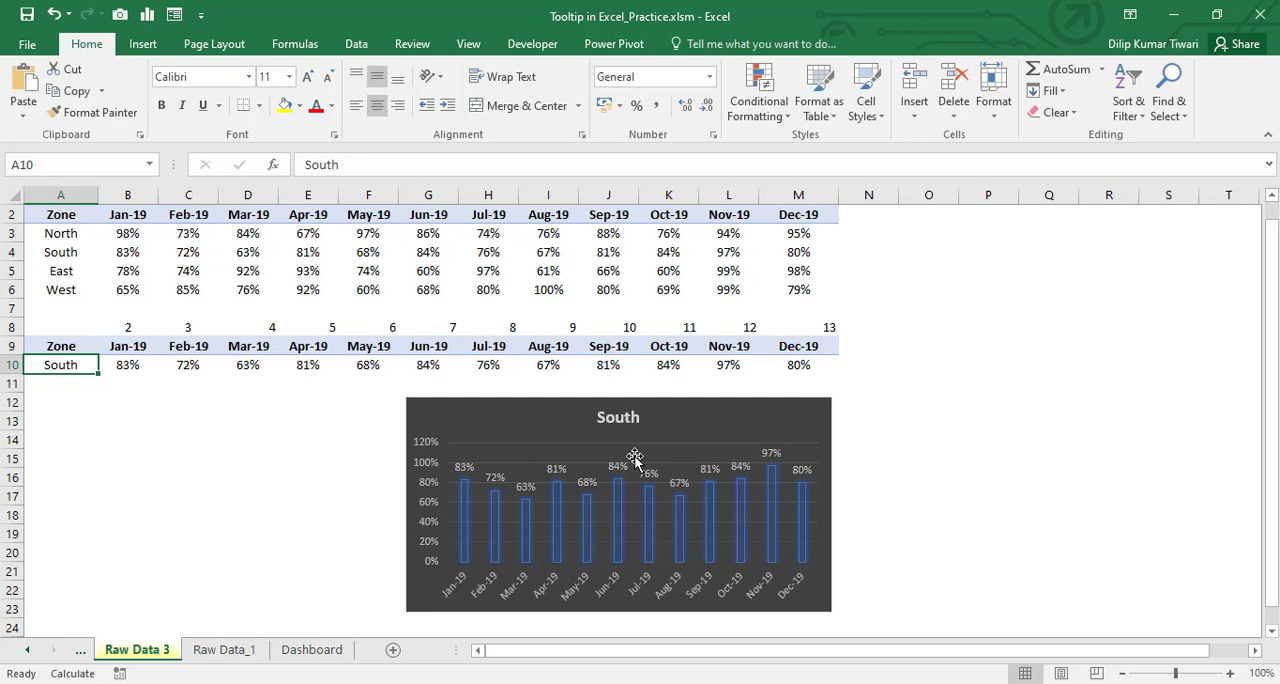 Tooltip in Excel_Practice.xlsm - Excel
File Home Insert Page Layout Formulas Data Review View Developer Power Pivot Tell me what you want to do... Dilip Kumar Tiwari Share
Paste
Cut
Copy
Format Painter
Clipboard
Calibri 11
B I U
Font
Wrap Text
Merge & Center
Alignment
General
%
Number
Conditional Formatting
Format as Table
Cell Styles
Styles
Insert
Delete
Format
Cells
AutoSum
Fill
Clear
Sort & Filter
Find & Select
Editing
A10 fx South
A B C D E F G H I J K L M N O P Q R S T
2 Zone Jan-19 Feb-19 Mar-19 Apr-19 May-19 Jun-19 Jul-19 Aug-19 Sep-19 Oct-19 Nov-19 Dec-19
3 North 98% 73% 84% 67% 97% 86% 74% 76% 88% 76% 94% 95%
4 South 83% 72% 63% 81% 68% 84% 76% 67% 81% 84% 97% 80%
5 East 78% 74% 92% 93% 74% 60% 97% 61% 66% 60% 99% 98%
6 West 65% 85% 76% 92% 60% 68% 80% 100% 80% 69% 99% 79%
7
8 2 3 4 5 6 7 8 9 10 11 12 13
9 Zone Jan-19 Feb-19 Mar-19 Apr-19 May-19 Jun-19 Jul-19 Aug-19 Sep-19 Oct-19 Nov-19 Dec-19
10 South 83% 72% 63% 81% 68% 84% 76% 67% 81% 84% 97% 80%
11
12
13
14
15
16
17
18
19
20
21
22
23
24
South
120%
100%
80%
60%
40%
20%
0%
83% 72% 63% 81% 68% 84% 76% 67% 81% 84% 97% 80%
Jan-19 Feb-19 Mar-19 Apr-19 May-19 Jun-19 Jul-19 Aug-19 Sep-19 Oct-19 Nov-19 Dec-19
... Raw Data 3 Raw Data_1 Dashboard
Ready Calculate 100%